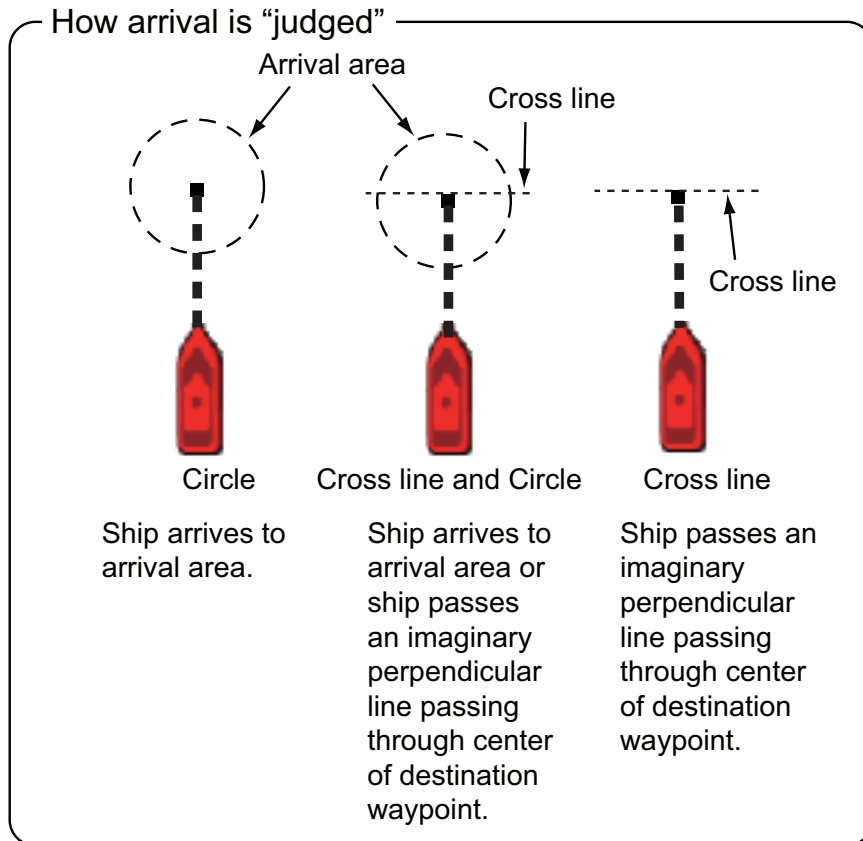 How arrival is “judged”
Arrival area
Cross line
Cross line
Circle
Ship arrives to
arrival area.
Cross line and Circle
Ship arrives to
arrival area or
ship passes
an imaginary
perpendicular
line passing
through center
of destination
waypoint.
Cross line
Ship passes an
imaginary
perpendicular
line passing
through center
of destination
waypoint.